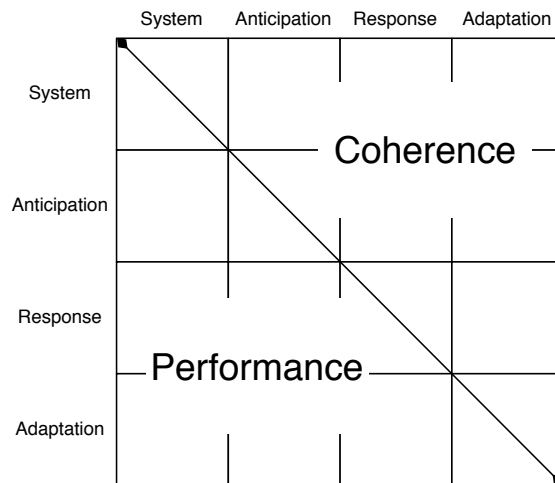 System Anticipation Response Adaptation
System
Coherence
Anticipation
Response
Performance
Adaptation